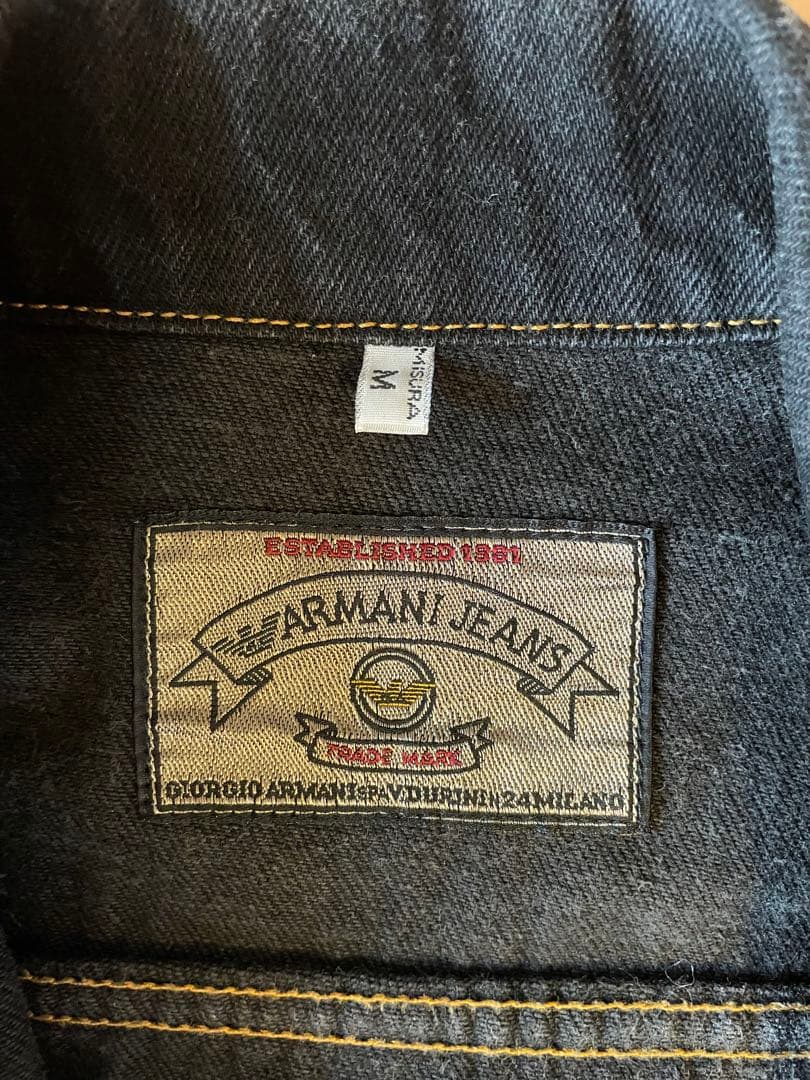 MISURA
M
ESTABLISHED 1981
ARMANI JEANS
TRADE MARK
GIORGIO ARMANI SPA V.DURINI N 24 MILANO